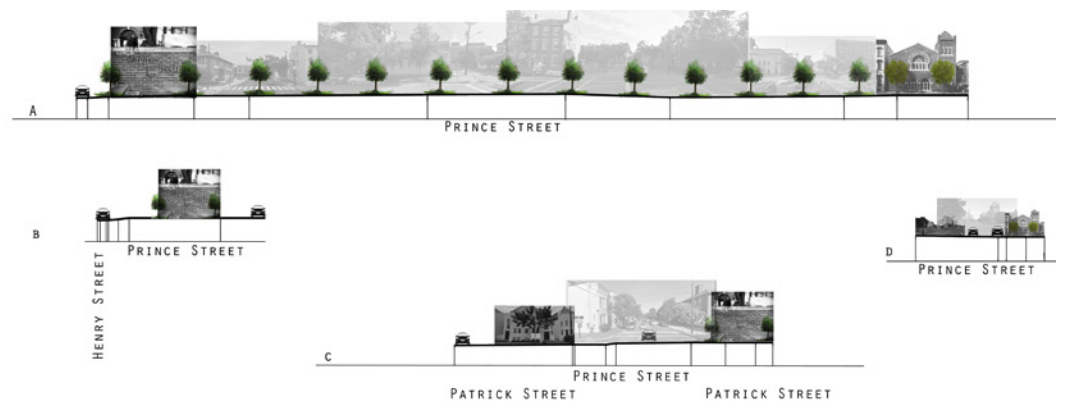 A
PRINCE STREET
B
PRINCE STREET
HENRY STREET
D
PRINCE STREET
C
PRINCE STREET
PATRICK STREET
PATRICK STREET